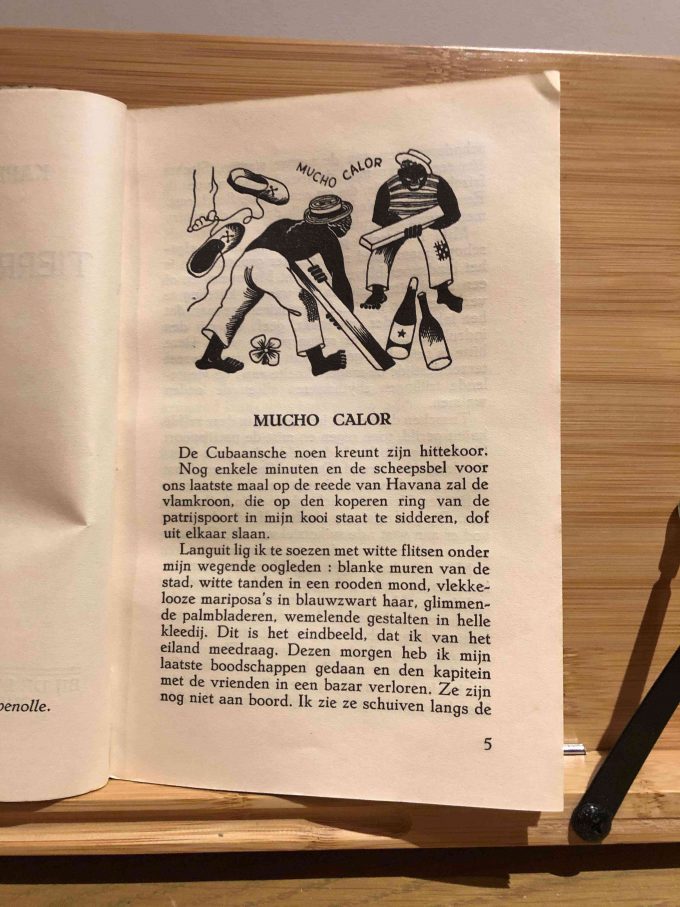 MUCHO CALOR
MUCHO CALOR
De Cubaansche noen kreunt zijn hittekoor.
Nog enkele minuten en de scheepsbel voor
ons laatste maal op de reede van Havana zal de
vlamkroon, die op den koperen ring van de
patrijspoort in mijn kooi staat te sidderen, dof
uit elkaar slaan.
Languit lig ik te soezen met witte flitsen onder
mijn wegende oogleden : blanke muren van de
stad, witte tanden in een rooden mond, vlekke-
looze mariposa's in blauwzwart haar, glimmen-
de palmbladeren, wemelende gestalten in helle
kleedij. Dit is het eindbeeld, dat ik van het
eiland meedraag. Dezen morgen heb ik mijn
laatste boodschappen gedaan en den kapitein
met de vrienden in een bazar verloren. Ze zijn
nog niet aan boord. Ik zie ze schuiven langs de
5